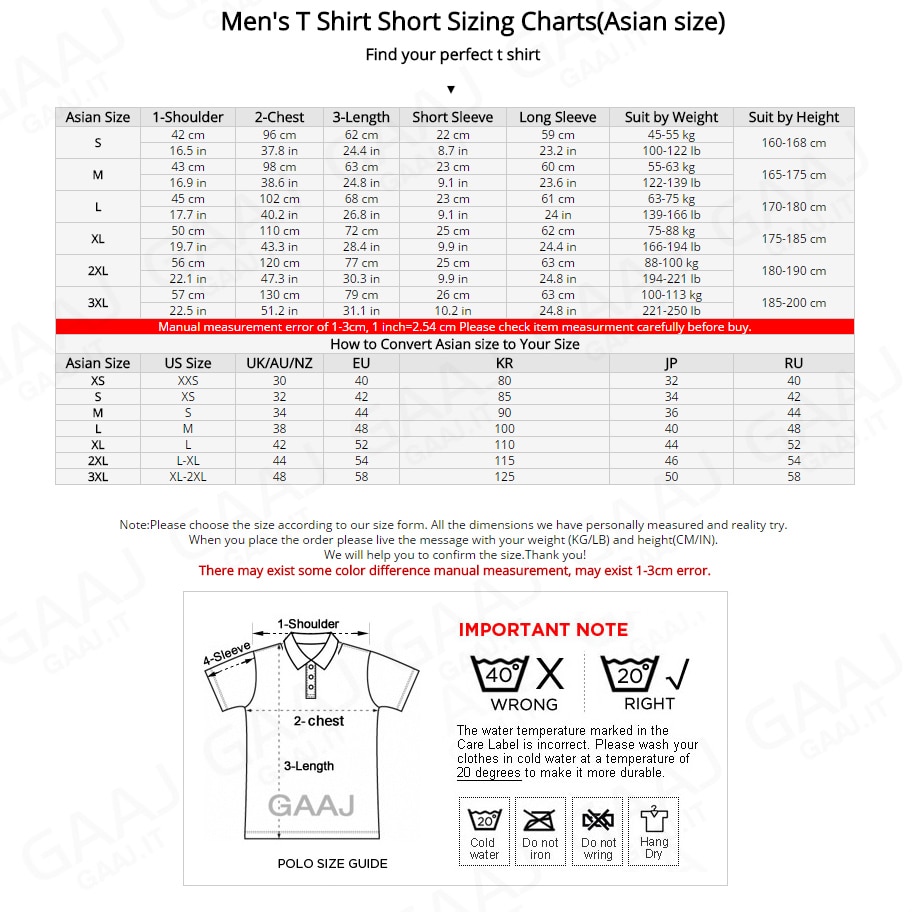 Men's T Shirt Short Sizing Charts(Asian size)
Find your perfect t shirt
Asian Size 1-Shoulder 2-Chest 3-Length Short Sleeve Long Sleeve Suit by Weight Suit by Height
S 42 cm 96 cm 62 cm 22 cm 59 cm 45-55 kg 160-168 cm
16.5 in 37.8 in 24.4 in 8.7 in 23.2 in 100-122 lb
M 43 cm 98 cm 63 cm 23 cm 60 cm 55-63 kg 165-175 cm
16.9 in 38.6 in 24.8 in 9.1 in 23.6 in 122-139 lb
L 45 cm 102 cm 68 cm 23 cm 61 cm 63-75 kg 170-180 cm
17.7 in 40.2 in 26.8 in 9.1 in 24 in 139-166 lb
XL 50 cm 110 cm 72 cm 25 cm 62 cm 75-88 kg 175-185 cm
19.7 in 43.3 in 28.4 in 9.9 in 24.4 in 166-194 lb
2XL 56 cm 120 cm 77 cm 25 cm 63 cm 88-100 kg 180-190 cm
22.1 in 47.3 in 30.3 in 9.9 in 24.8 in 194-221 lb
3XL 57 cm 130 cm 79 cm 26 cm 63 cm 100-113 kg 185-200 cm
22.5 in 51.2 in 31.1 in 10.2 in 24.8 in 221-250 lb
Manual measurement error of 1-3cm, 1 inch=2.54 cm Please check item measurment carefully before buy.
How to Convert Asian size to Your Size
Asian Size US Size UK/AU/NZ EU KR JP RU
XS XXS 30 40 80 32 40
S XS 32 42 85 34 42
M S 34 44 90 36 44
L M 38 48 100 40 48
XL L 42 52 110 44 52
2XL L-XL 44 54 115 46 54
3XL XL-2XL 48 58 125 50 58
Note:Please choose the size according to our size form. All the dimensions we have personally measured and reality try.
When you place the order please live the message with your weight (KG/LB) and height(CM/IN).
We will help you to confirm the size.Thank you!
There may exist some color difference manual measurement, may exist 1-3cm error.
1-Shoulder
4-Sleeve
2- chest
3-Length
GAAJ
POLO SIZE GUIDE
IMPORTANT NOTE
40° 20°
WRONG RIGHT
The water temperature marked in the
Care Label is incorrect. Please wash your
clothes in cold water at a temperature of
20 degrees to make it more durable.
20° 2
Cold water
Do not iron
Do not wring
Hang Dry
GAAJ
GAAJ.IT